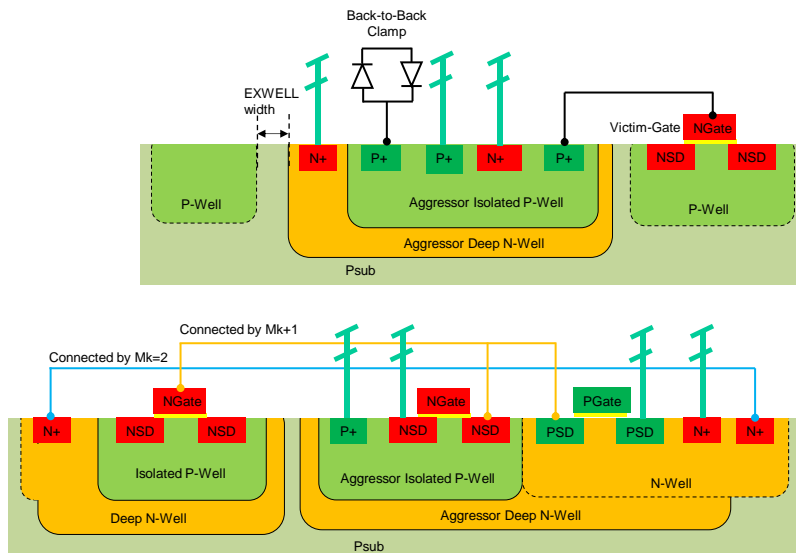 Back-to-Back
Clamp
EXWELL
width
Victim-Gate
NGate
N+
P+
P+
N+
P+
NSD
NSD
P-Well
Aggressor Isolated P-Well
P-Well
Aggressor Deep N-Well
Psub
Connected by Mk+1
Connected by Mk=2
NGate
NGate
PGate
N+
NSD
NSD
P+
NSD
NSD
PSD
PSD
N+
N+
Isolated P-Well
Aggressor Isolated P-Well
N-Well
Deep N-Well
Aggressor Deep N-Well
Psub